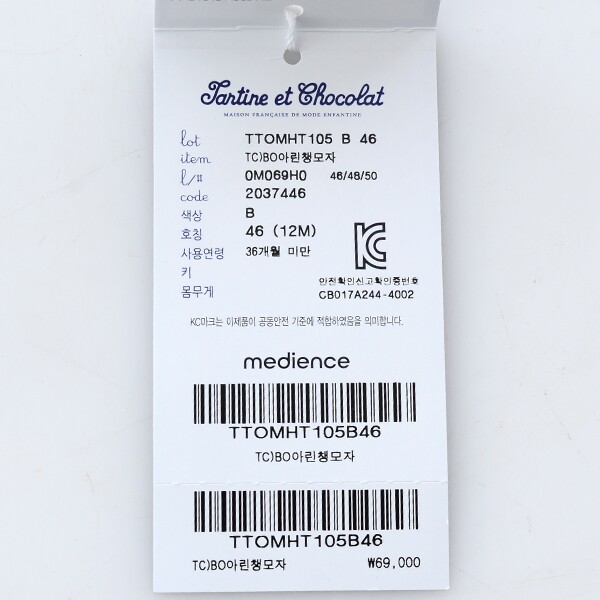 Tartine et Chocolat
MAISON FRANÇAISE DE MODE ENFANTINE
lot TTOMHT105 B 46
item TC)BO아린챙모자
l/# 0M069H0 46/48/50
code 2037446
색상 B
호칭 46 (12M)
사용연령 36개월 미만
키
몸무게
안전확인신고확인증번호
CB017A244-4002
KC마크는 이제품이 공동안전 기준에 적합하였음을 의미합니다.
medience
TTOMHT105B46
TC)BO아린챙모자
TTOMHT105B46
TC)BO아린챙모자 ₩69,000